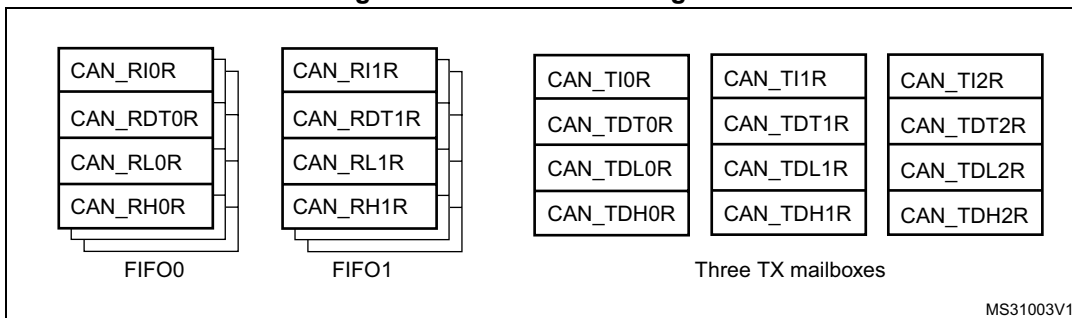 CAN_RI0R
CAN_RDT0R
CAN_RL0R
CAN_RH0R
FIFO0
CAN_RI1R
CAN_RDT1R
CAN_RL1R
CAN_RH1R
FIFO1
CAN_TI0R
CAN_TDT0R
CAN_TDL0R
CAN_TDH0R
CAN_TI1R
CAN_TDT1R
CAN_TDL1R
CAN_TDH1R
CAN_TI2R
CAN_TDT2R
CAN_TDL2R
CAN_TDH2R
Three TX mailboxes
MS31003V1